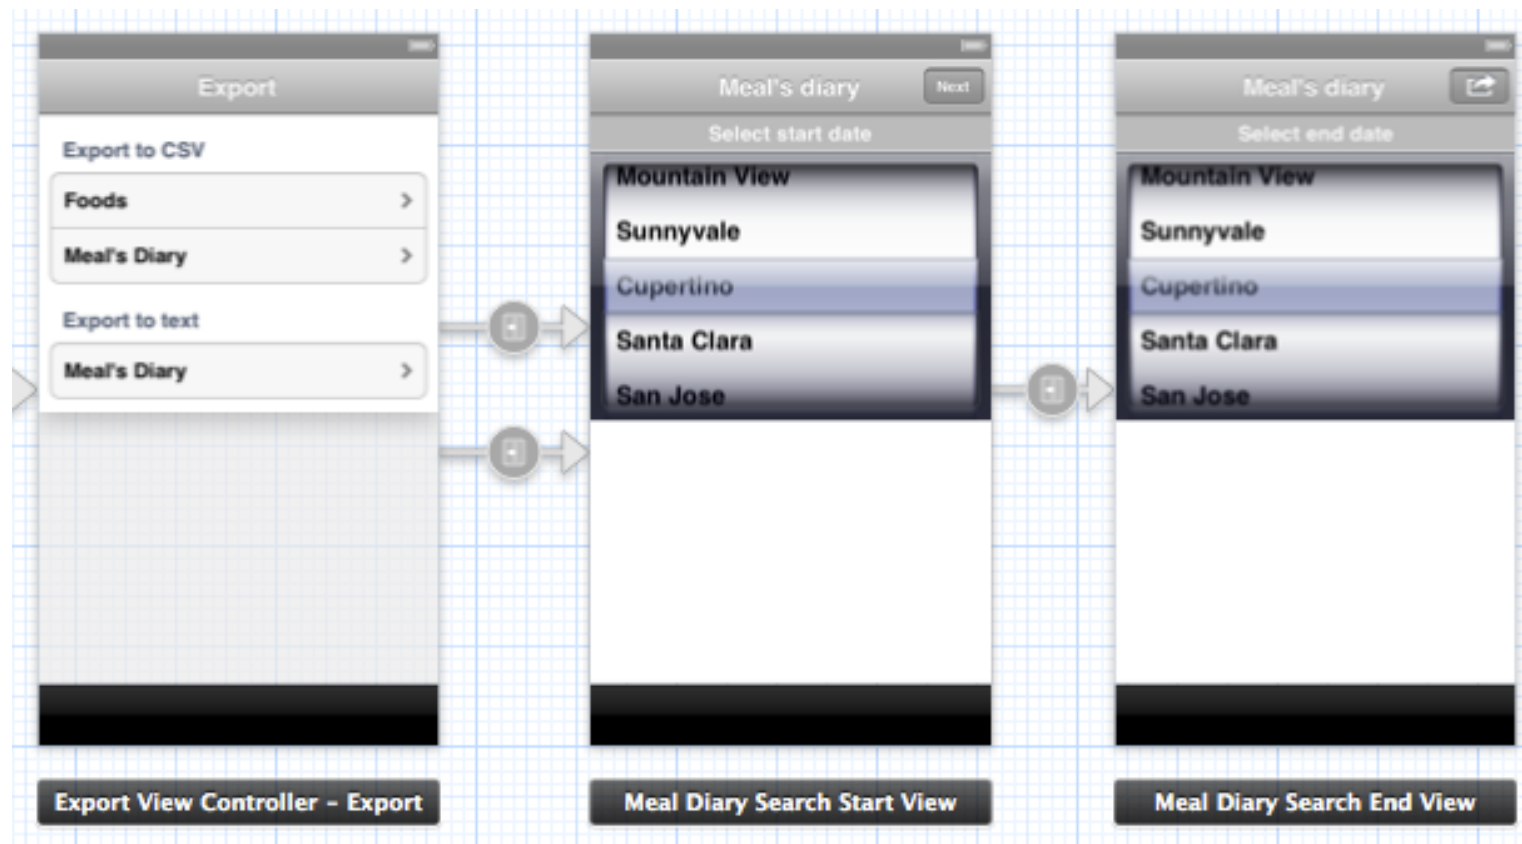 Export
Export to CSV
Foods
Meal's Diary
Export to text
Meal's Diary
Export View Controller - Export
Meal's diary
Next
Select start date
Mountain View
Sunnyvale
Cupertino
Santa Clara
San Jose
Meal Diary Search Start View
Meal's diary
Select end date
Mountain View
Sunnyvale
Cupertino
Santa Clara
San Jose
Meal Diary Search End View